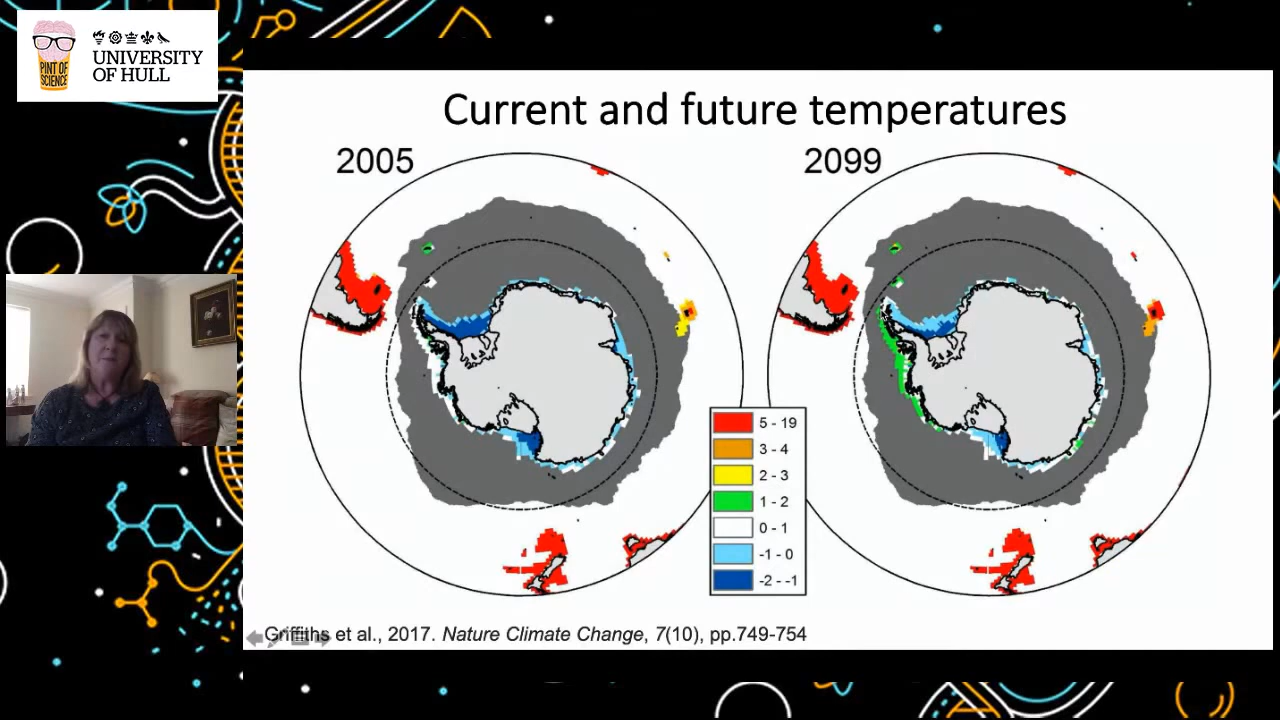 PINT OF
SCIENCE
UNIVERSITY
OF HULL
Current and future temperatures
2005
2099
5 - 19
3 - 4
2 - 3
1 - 2
0 - 1
-1 - 0
-2 - -1
Griffiths et al., 2017. Nature Climate Change, 7(10), pp.749-754